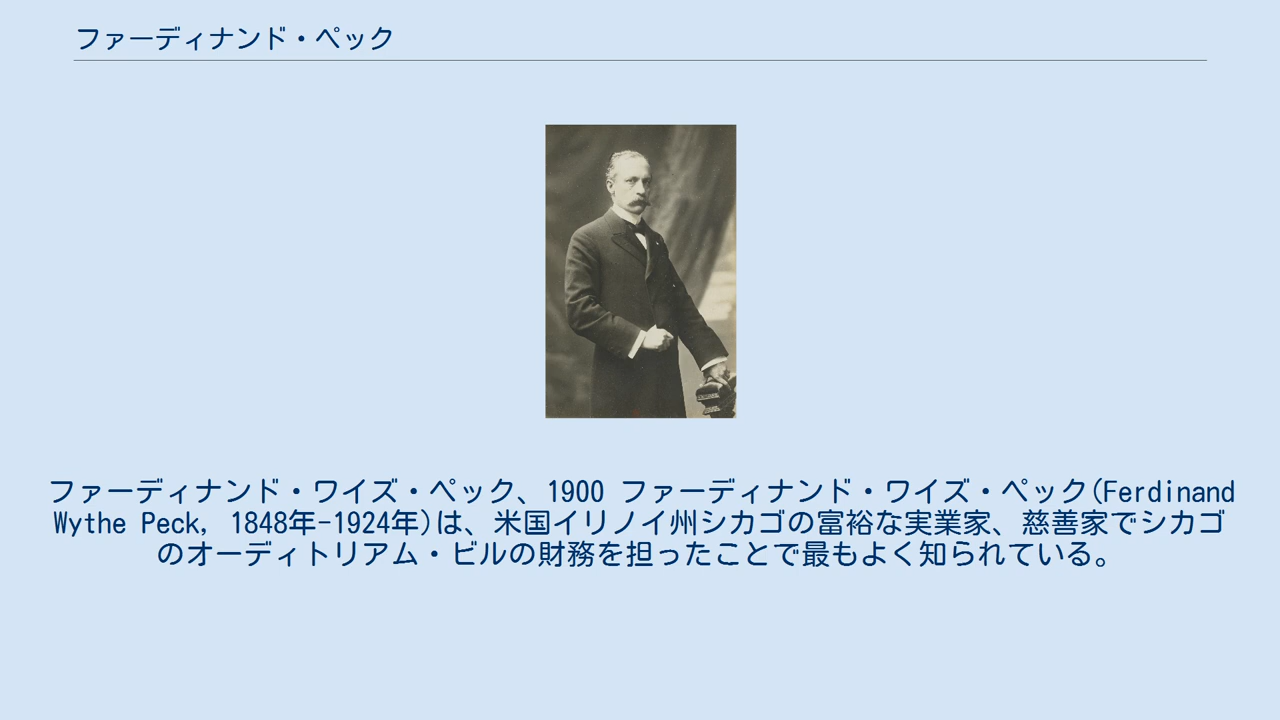 ファーディナンド・ペック
ファーディナンド・ワイズ・ペック、1900 ファーディナンド・ワイズ・ペック(Ferdinand
Wythe Peck, 1848年-1924年)は、米国イリノイ州シカゴの富裕な実業家、慈善家でシカゴ
のオーディトリアム・ビルの財務を担ったことで最もよく知られている。